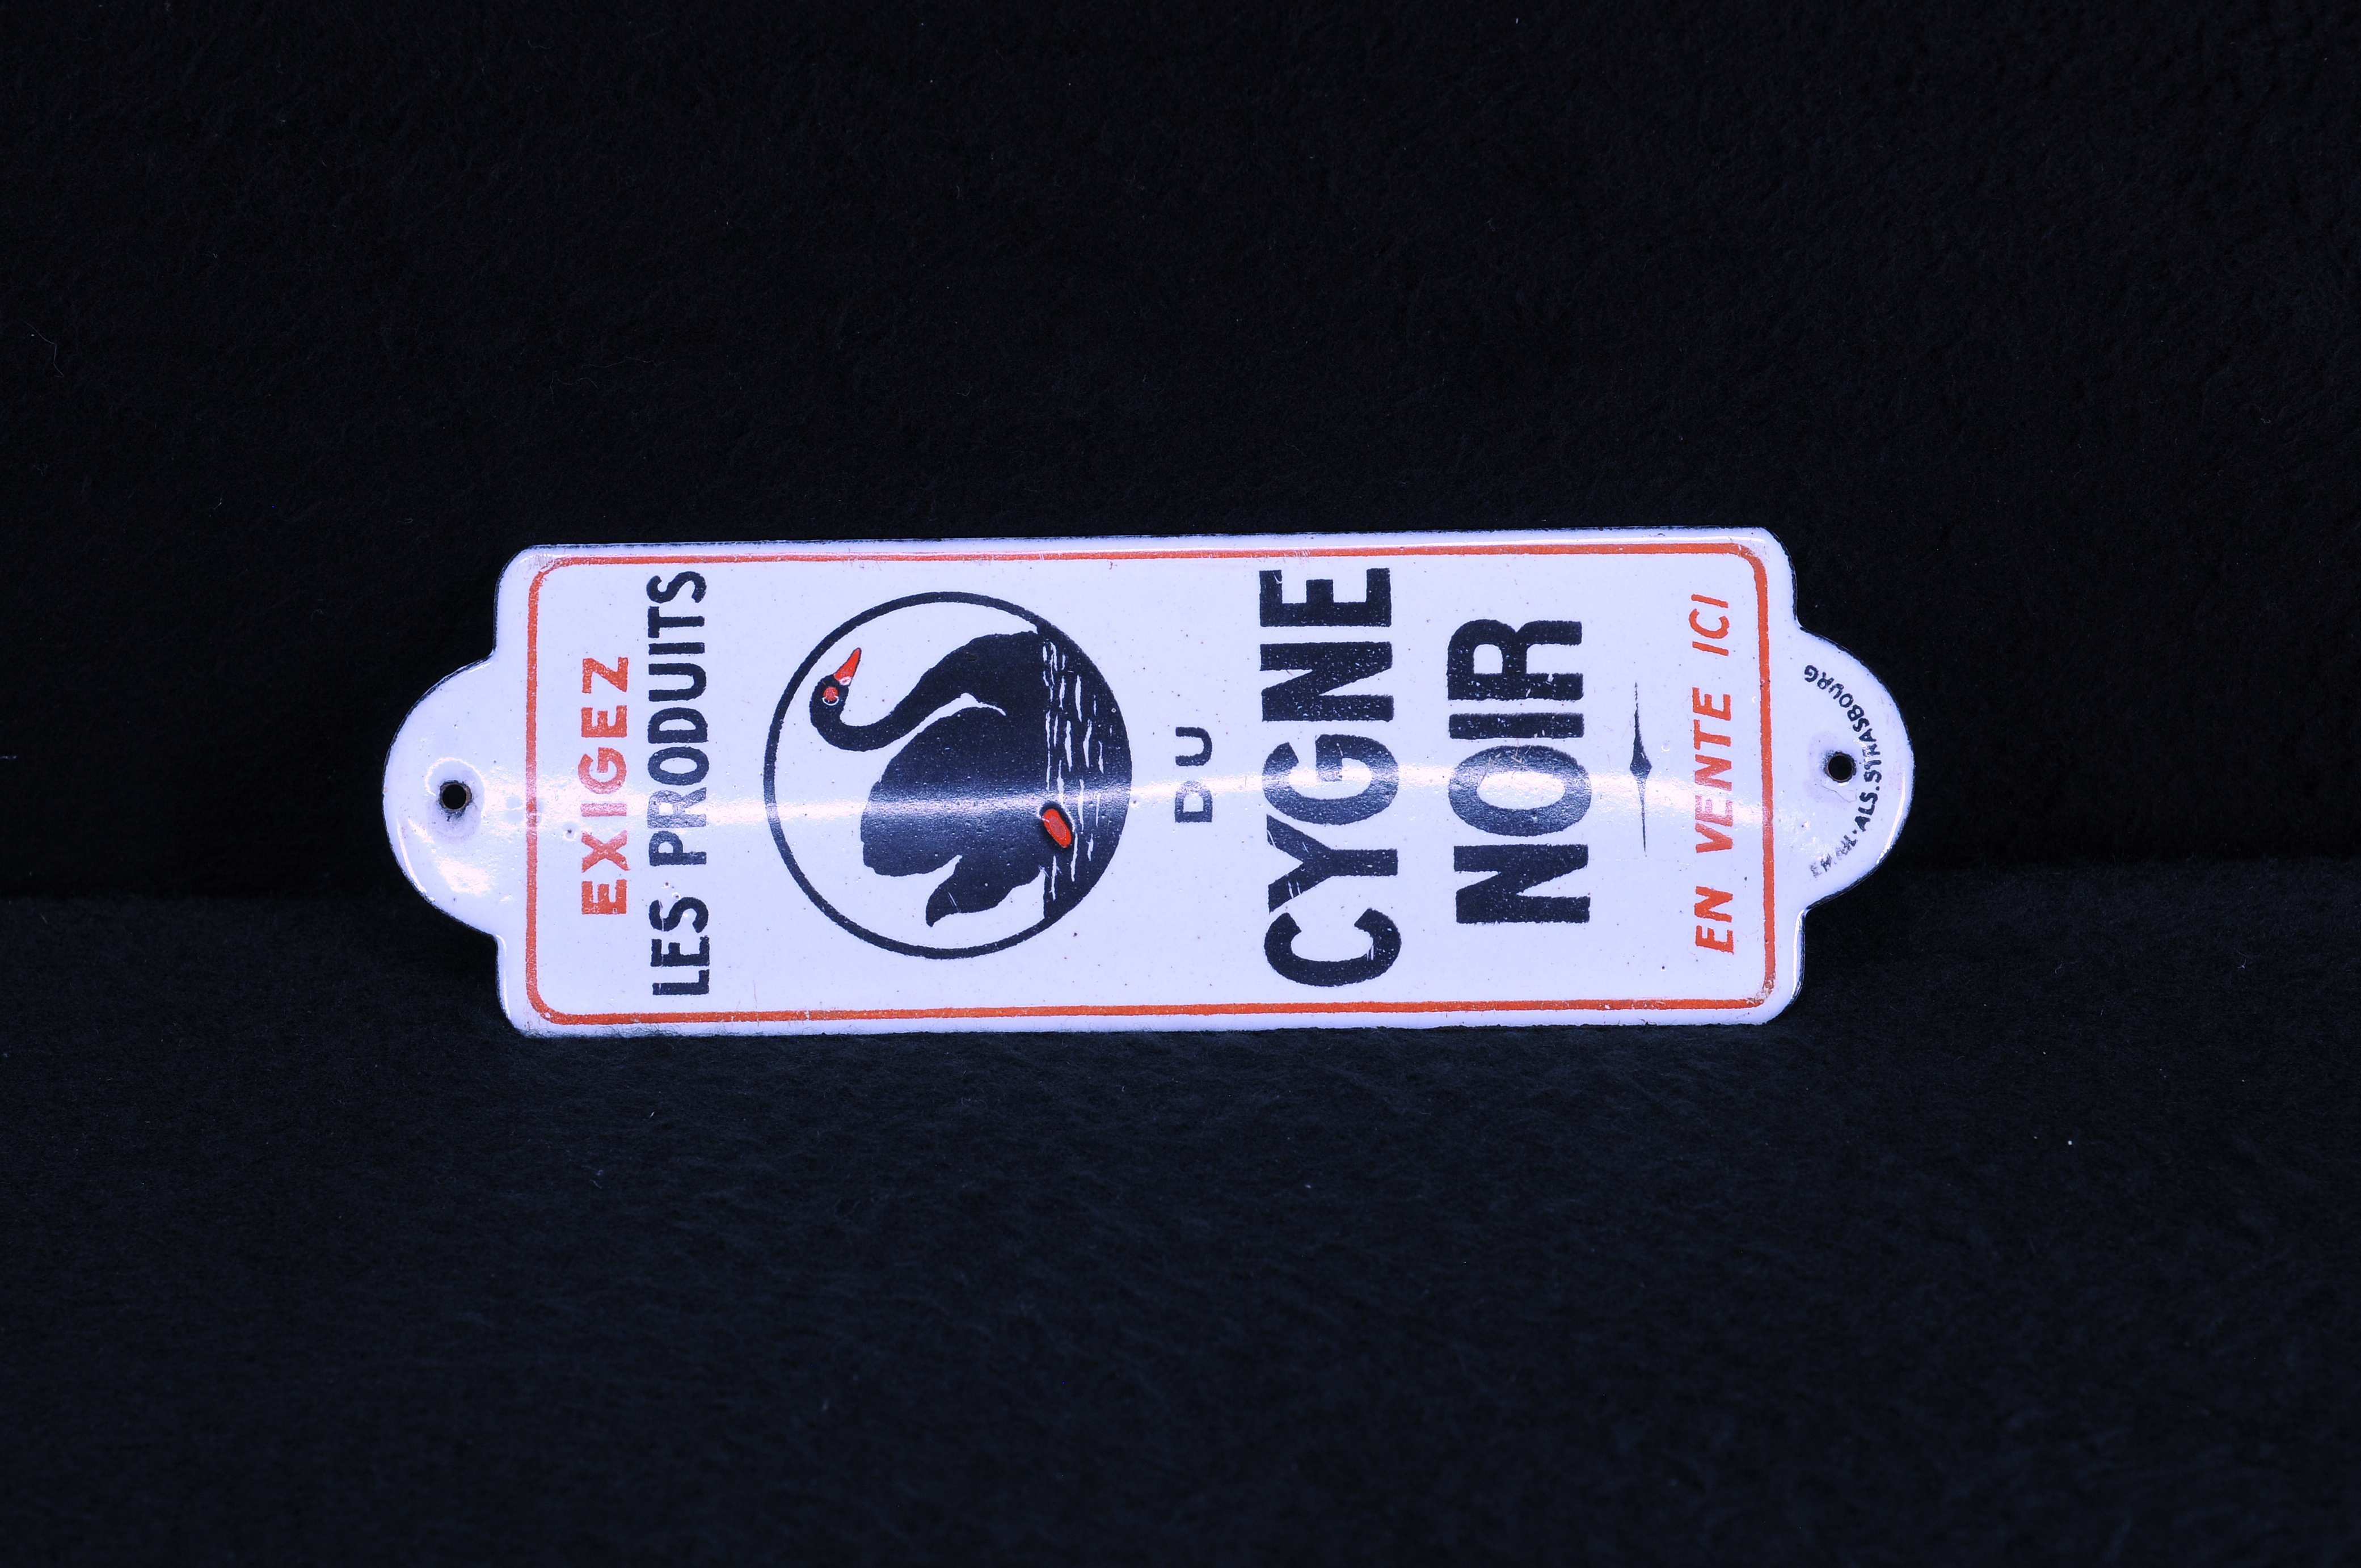 EXIGEZ
LES PRODUITS
DU
CYGNE
NOIR
EN VENTE ICI
EMAIL.ALS.STRASBOURG